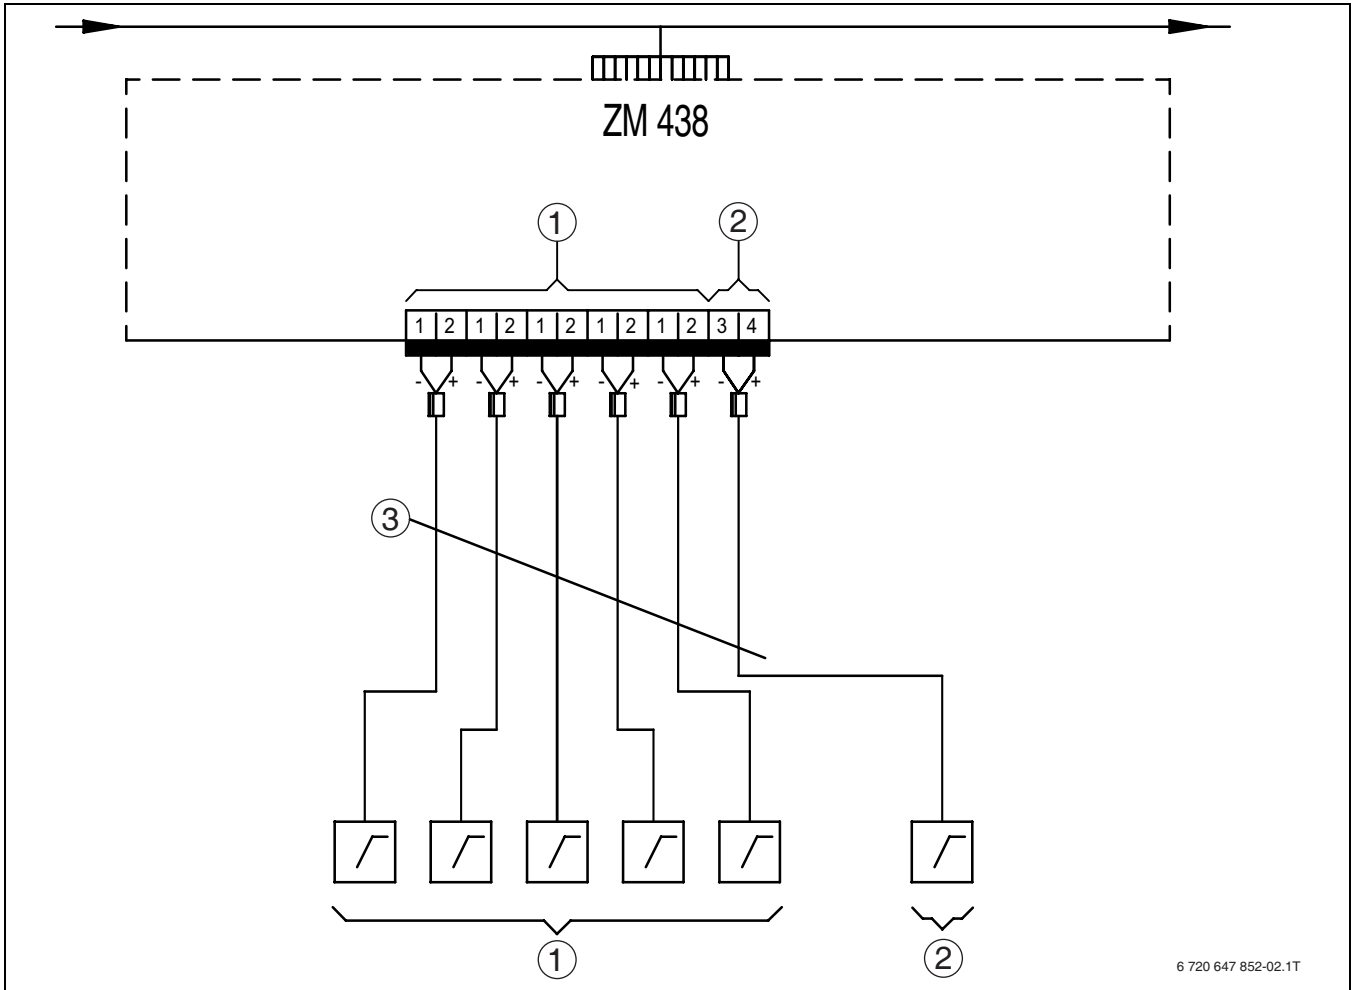 ZM 438
1 2
1 2 1 2 1 2 1 2 1 2 3 4
- + - + - + - + - + - +
3
1 2
6 720 647 852-02.1T